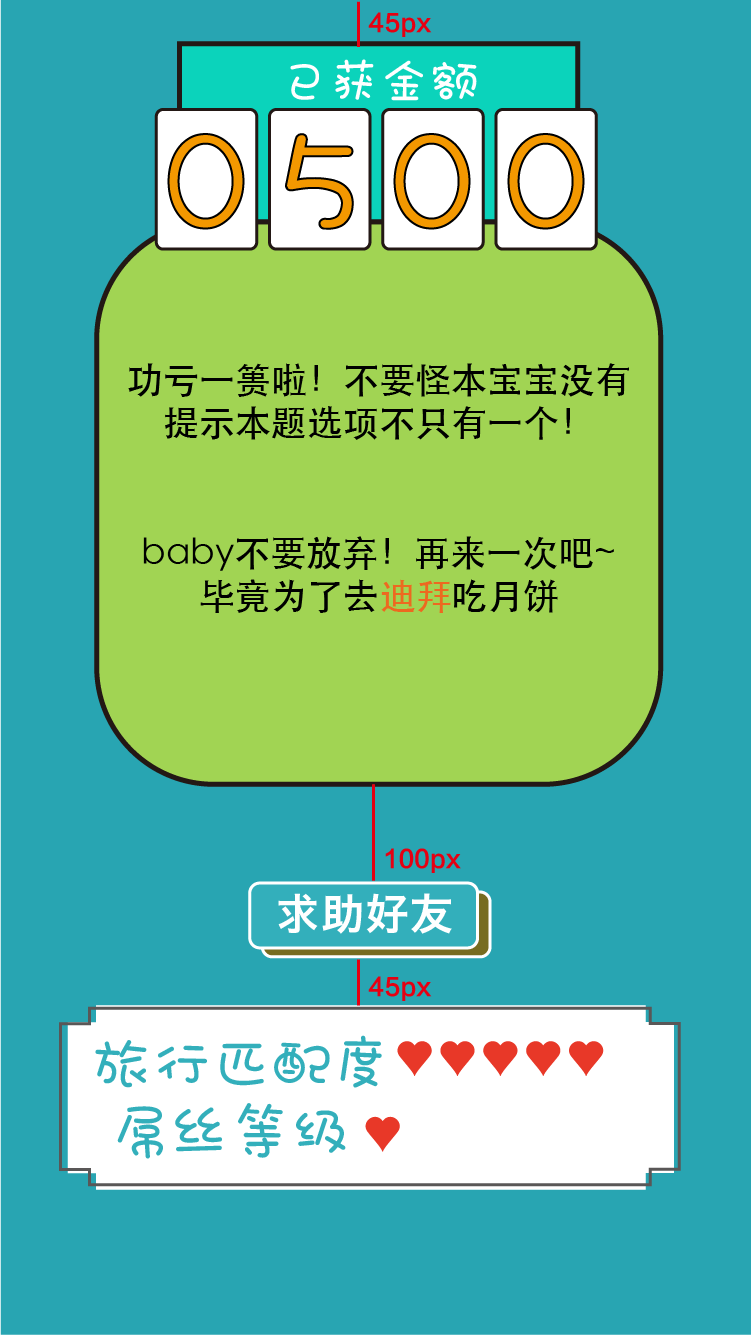 45px
已获金额
0500
功亏一篑啦！不要怪本宝宝没有
提示本题选项不只有一个！
baby不要放弃！再来一次吧~
毕竟为了去迪拜吃月饼
100px
求助好友
45px
旅行匹配度♥♥♥♥♥
屌丝等级♥